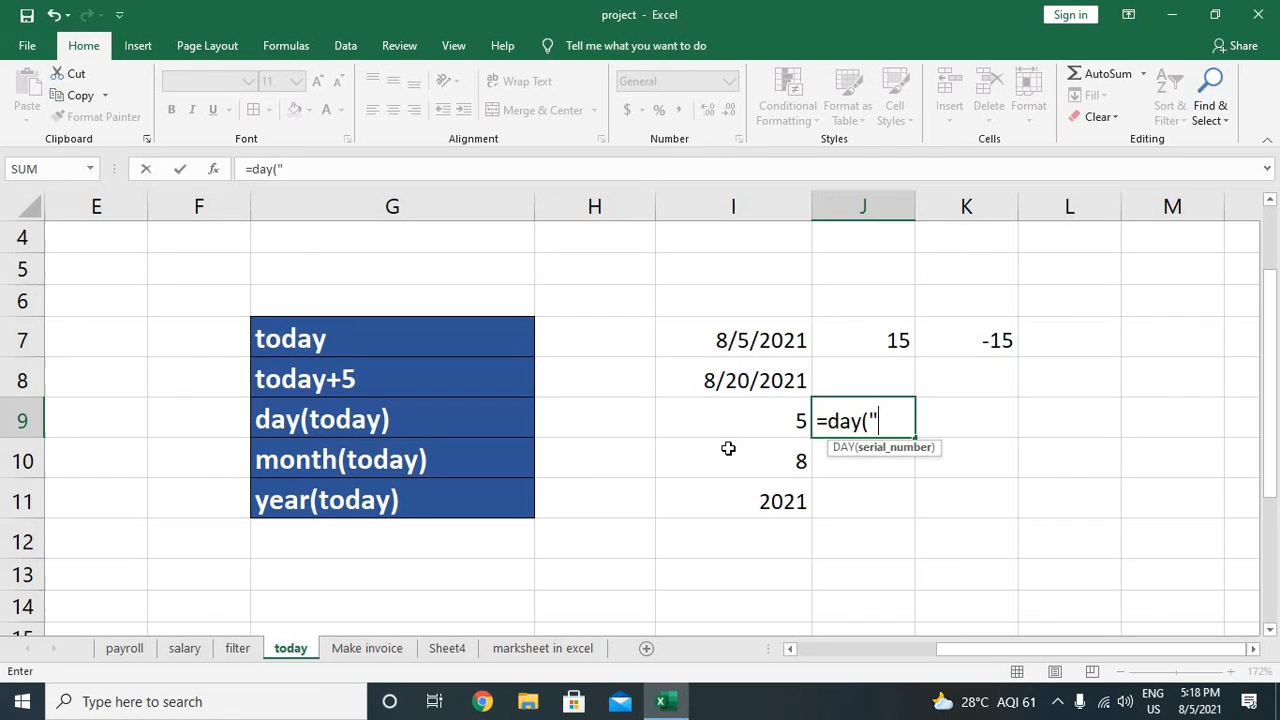 project - Excel
Sign in
File Home Insert Page Layout Formulas Data Review View Help Tell me what you want to do Share
Paste Cut Copy Format Painter Clipboard
11 B I U A Font
Wrap Text Merge & Center Alignment
General $ % Number
Conditional Formatting Format as Table Cell Styles Styles
Insert Delete Format Cells
AutoSum Fill Clear Sort & Filter Find & Select Editing
SUM fx =day("
E F G H I J K L M
4
5
6
7 today 8/5/2021 15 -15
8 today+5 8/20/2021
9 day(today) 5 =day("
DAY(serial_number)
10 month(today) 8
11 year(today) 2021
12
13
14
15
payroll salary filter today Make invoice Sheet4 marksheet in excel
Enter 172%
Type here to search 28°C AQI 61 ENG US 5:18 PM 8/5/2021